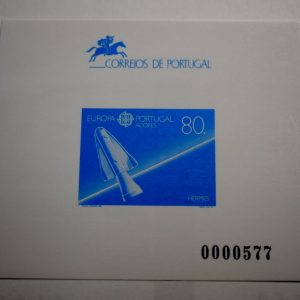 CORREIOS DE PORTUGAL
EUROPA PORTUGAL 80.
AÇORES
HERMES
0000577